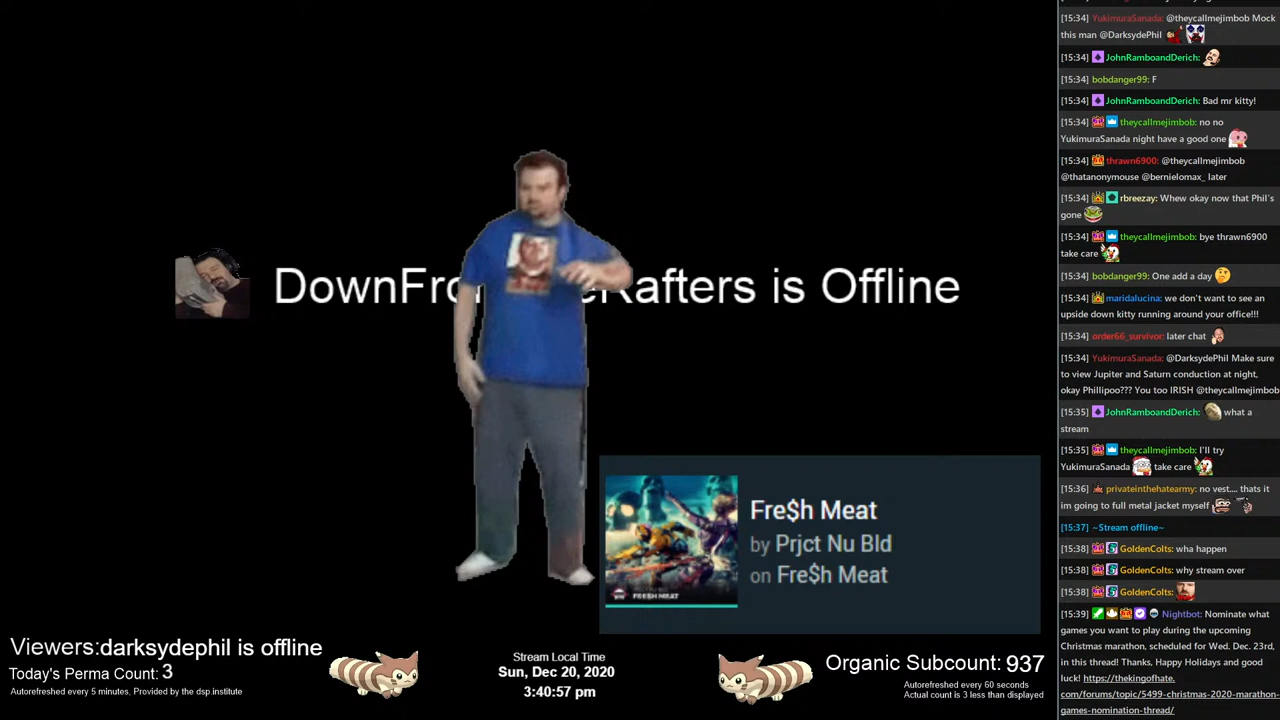 DownFro eRafters is Offline
Fre$h Meat
by Prjct Nu Bld
on Fre$h Meat
FRE$H MEAT
Viewers:darksydephil is offline
Today's Perma Count: 3
Autorefreshed every 5 minutes, Provided by the dsp.institute
Stream Local Time
Sun, Dec 20, 2020
3:40:57 pm
Organic Subcount: 937
Autorefreshed every 60 seconds
Actual count is 3 less than displayed
[15:34] YukimuraSanada: @theycallmejimbob Mock
this man @DarksydePhil
[15:34] JohnRamboandDerich:
[15:34] bobdanger99: F
[15:34] JohnRamboandDerich: Bad mr kitty!
[15:34] theycallmejimbob: no no
YukimuraSanada night have a good one
[15:34] thrawn6900: @theycallmejimbob
@thatanonymouse @bernielomax_ later
[15:34] rbreezay: Whew okay now that Phil's
gone
[15:34] theycallmejimbob: bye thrawn6900
take care
[15:34] bobdanger99: One add a day
[15:34] maridalucina: we don't want to see an
upside down kitty running around your office!!!
[15:34] order66_survivor: later chat
[15:34] YukimuraSanada: @DarksydePhil Make sure
to view Jupiter and Saturn conduction at night,
okay Phillipoo??? You too IRISH @theycallmejimbob
[15:35] JohnRamboandDerich: what a
stream
[15:35] theycallmejimbob: I'll try
YukimuraSanada take care
[15:36] privateinthehatearmy: no vest.... thats it
im going to full metal jacket myself
[15:37] ~Stream offline~
[15:38] GoldenColts: wha happen
[15:38] GoldenColts: why stream over
[15:38] GoldenColts:
[15:39] Nightbot: Nominate what
games you want to play during the upcoming
Christmas marathon, scheduled for Wed. Dec. 23rd,
in this thread! Thanks, Happy Holidays and good
luck! https://thekingofhate.
com/forums/topic/5499-christmas-2020-marathon-
games-nomination-thread/